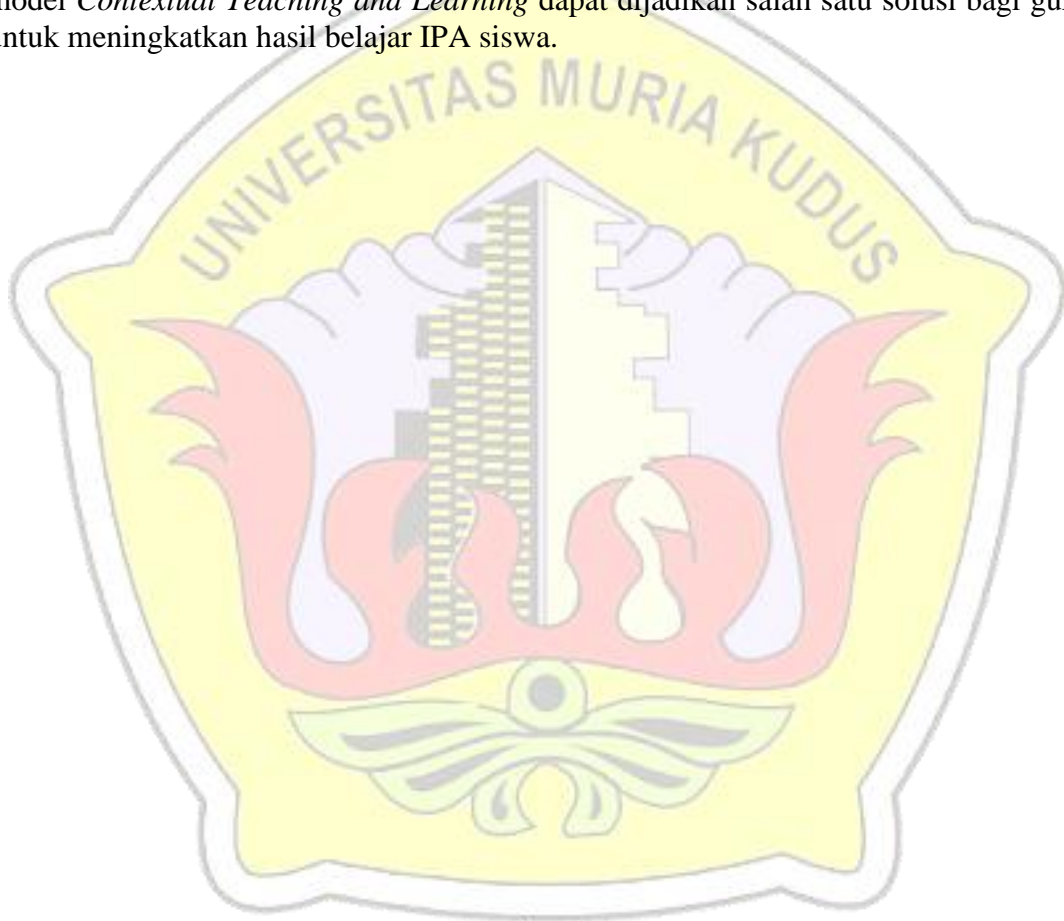 model Contextual Teaching and Learning dapat dijadikan salah satu solusi bagi
untuk meningkatkan hasil belajar IPA siswa.
UNIVERSITAS MURIA KUDUS